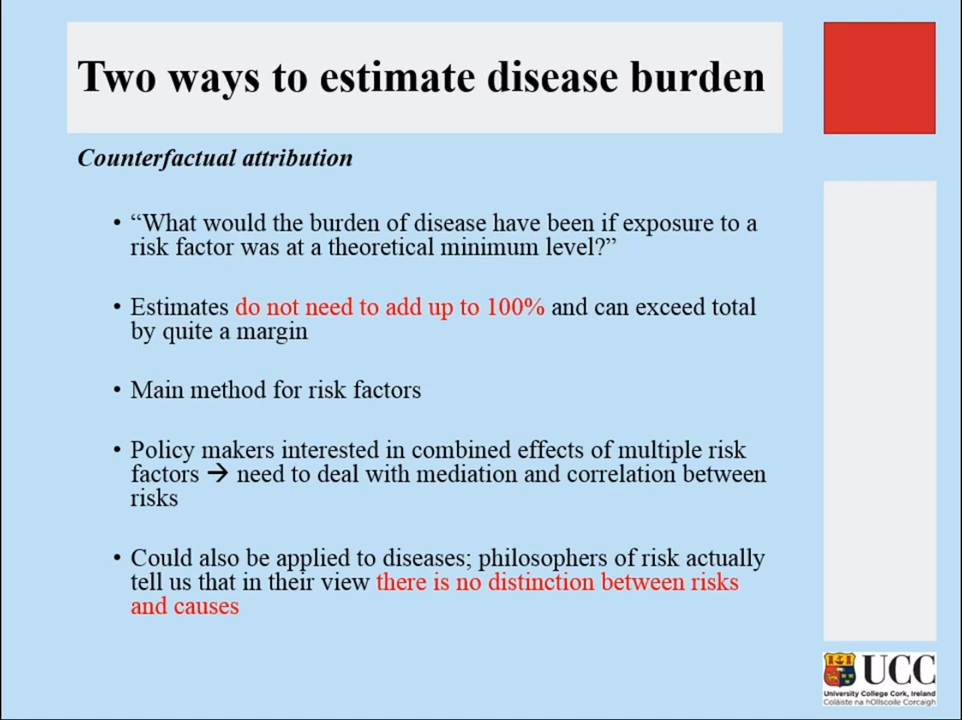 Two ways to estimate disease burden
Counterfactual attribution
• “What would the burden of disease have been if exposure to a
risk factor was at a theoretical minimum level?”
• Estimates do not need to add up to 100% and can exceed total
by quite a margin
• Main method for risk factors
• Policy makers interested in combined effects of multiple risk
factors → need to deal with mediation and correlation between
risks
• Could also be applied to diseases; philosophers of risk actually
tell us that in their view there is no distinction between risks
and causes
UCC
University College Cork, Ireland
Coláiste na hOllscoile Corcaigh